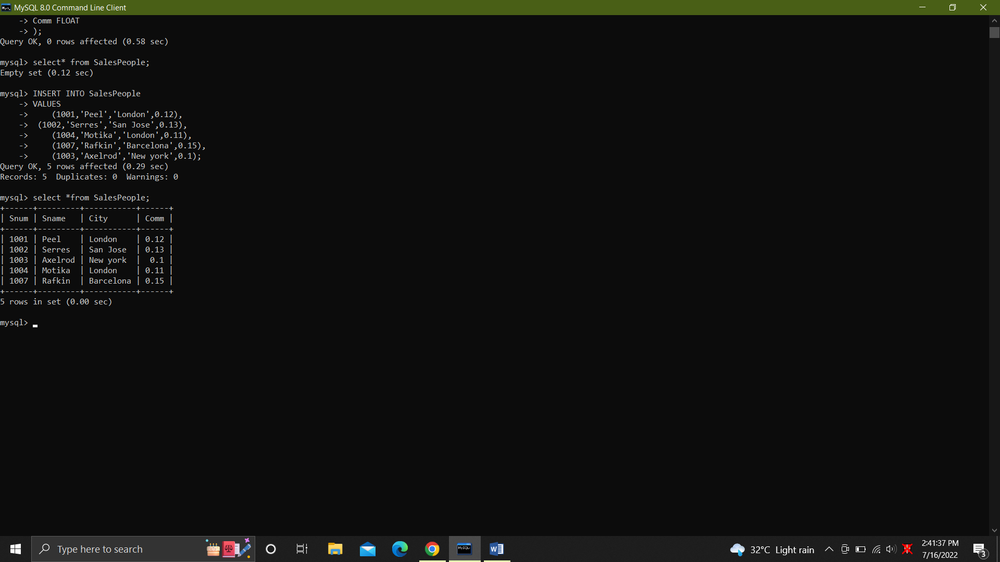 MySQL 8.0 Command Line Client
    -> Comm FLOAT
    -> );
Query OK, 0 rows affected (0.58 sec)
mysql> select* from SalesPeople;
Empty set (0.12 sec)
mysql> INSERT INTO SalesPeople
    -> VALUES
    ->     (1001,'Peel','London',0.12),
    ->  (1002,'Serres','San Jose',0.13),
    ->     (1004,'Motika','London',0.11),
    ->     (1007,'Rafkin','Barcelona',0.15),
    ->     (1003,'Axelrod','New york',0.1);
Query OK, 5 rows affected (0.29 sec)
Records: 5  Duplicates: 0  Warnings: 0
mysql> select *from SalesPeople;
+------+---------+-----------+------+
| Snum | Sname   | City      | Comm |
+------+---------+-----------+------+
| 1001 | Peel    | London    | 0.12 |
| 1002 | Serres  | San Jose  | 0.13 |
| 1003 | Axelrod | New york  |  0.1 |
| 1004 | Motika  | London    | 0.11 |
| 1007 | Rafkin  | Barcelona | 0.15 |
+------+---------+-----------+------+
5 rows in set (0.00 sec)
mysql>
Type here to search
32°C Light rain
2:41:37 PM
7/16/2022
3